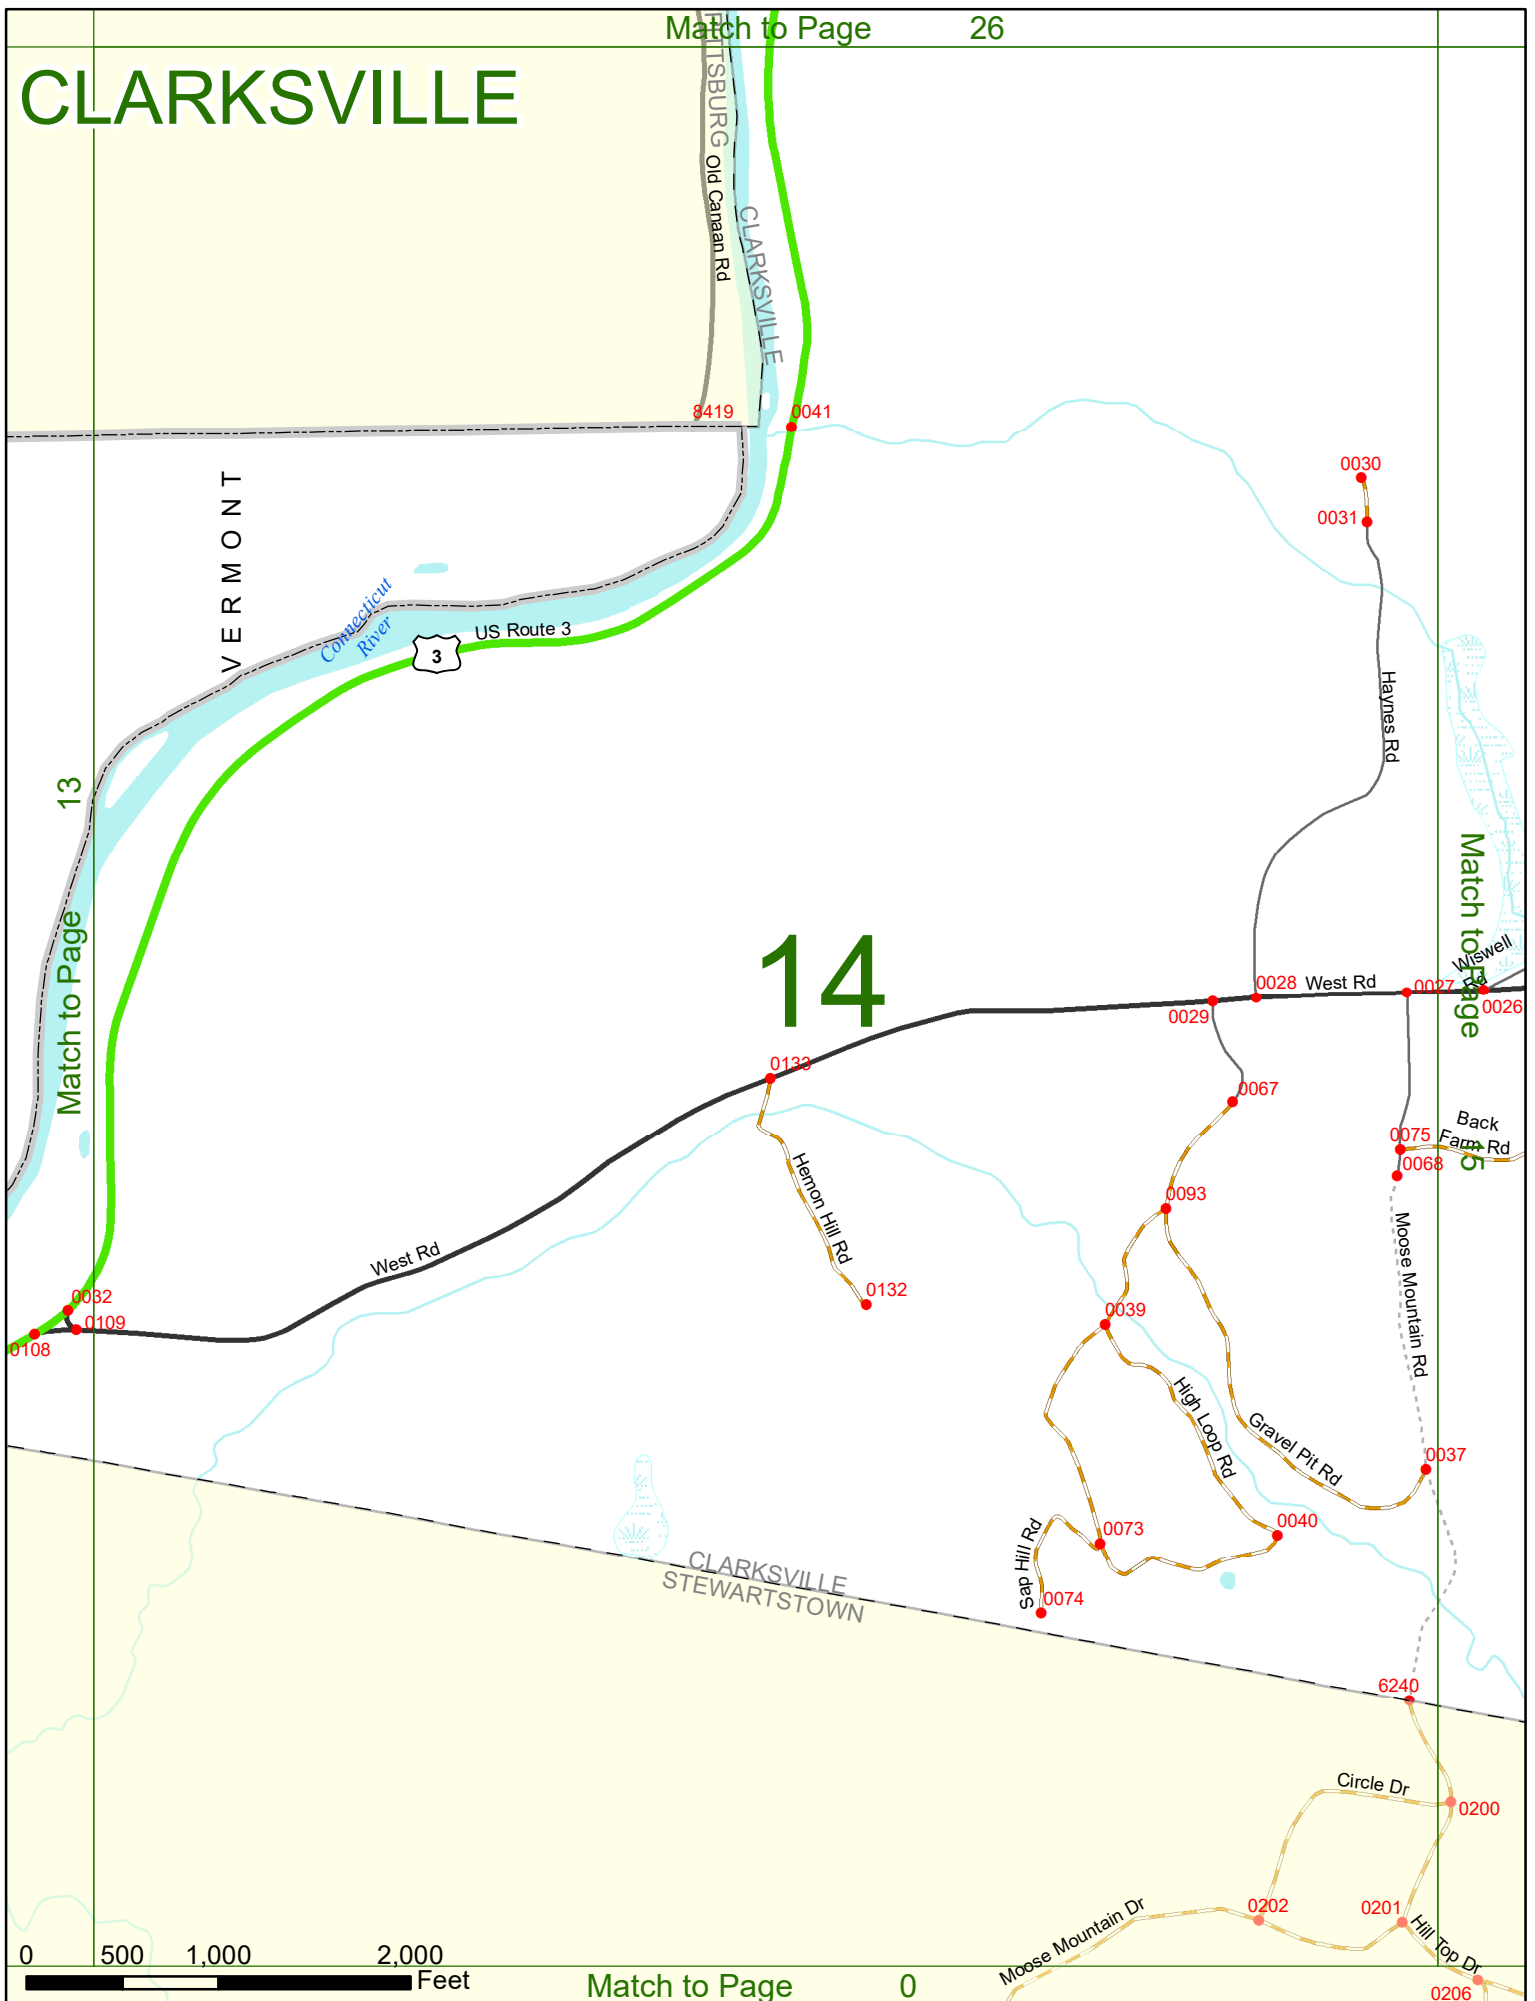 Match to Page 26
CLARKSVILLE
PITTSBURG
Old Canaan Rd
CLARKSVILLE
8419
0041
VERMONT
0030
0031
Connecticut
River
US Route 3
3
Haynes Rd
13
Match to Page
14
Match to Page
15
Wiswell
Rd
0028
West Rd
0027
0026
0029
0133
0067
Back
Farm Rd
0075
0068
Hemon Hill Rd
0093
Moose Mountain Rd
West Rd
0132
0032
0109
0108
0039
High Loop Rd
Gravel Pit Rd
0037
0040
0073
Sap Hill Rd
0074
CLARKSVILLE
STEWARTSTOWN
6240
Circle Dr
0200
0202
0201
Moose Mountain Dr
Hill Top Dr
0206
0 500 1,000 2,000
Feet
Match to Page 0